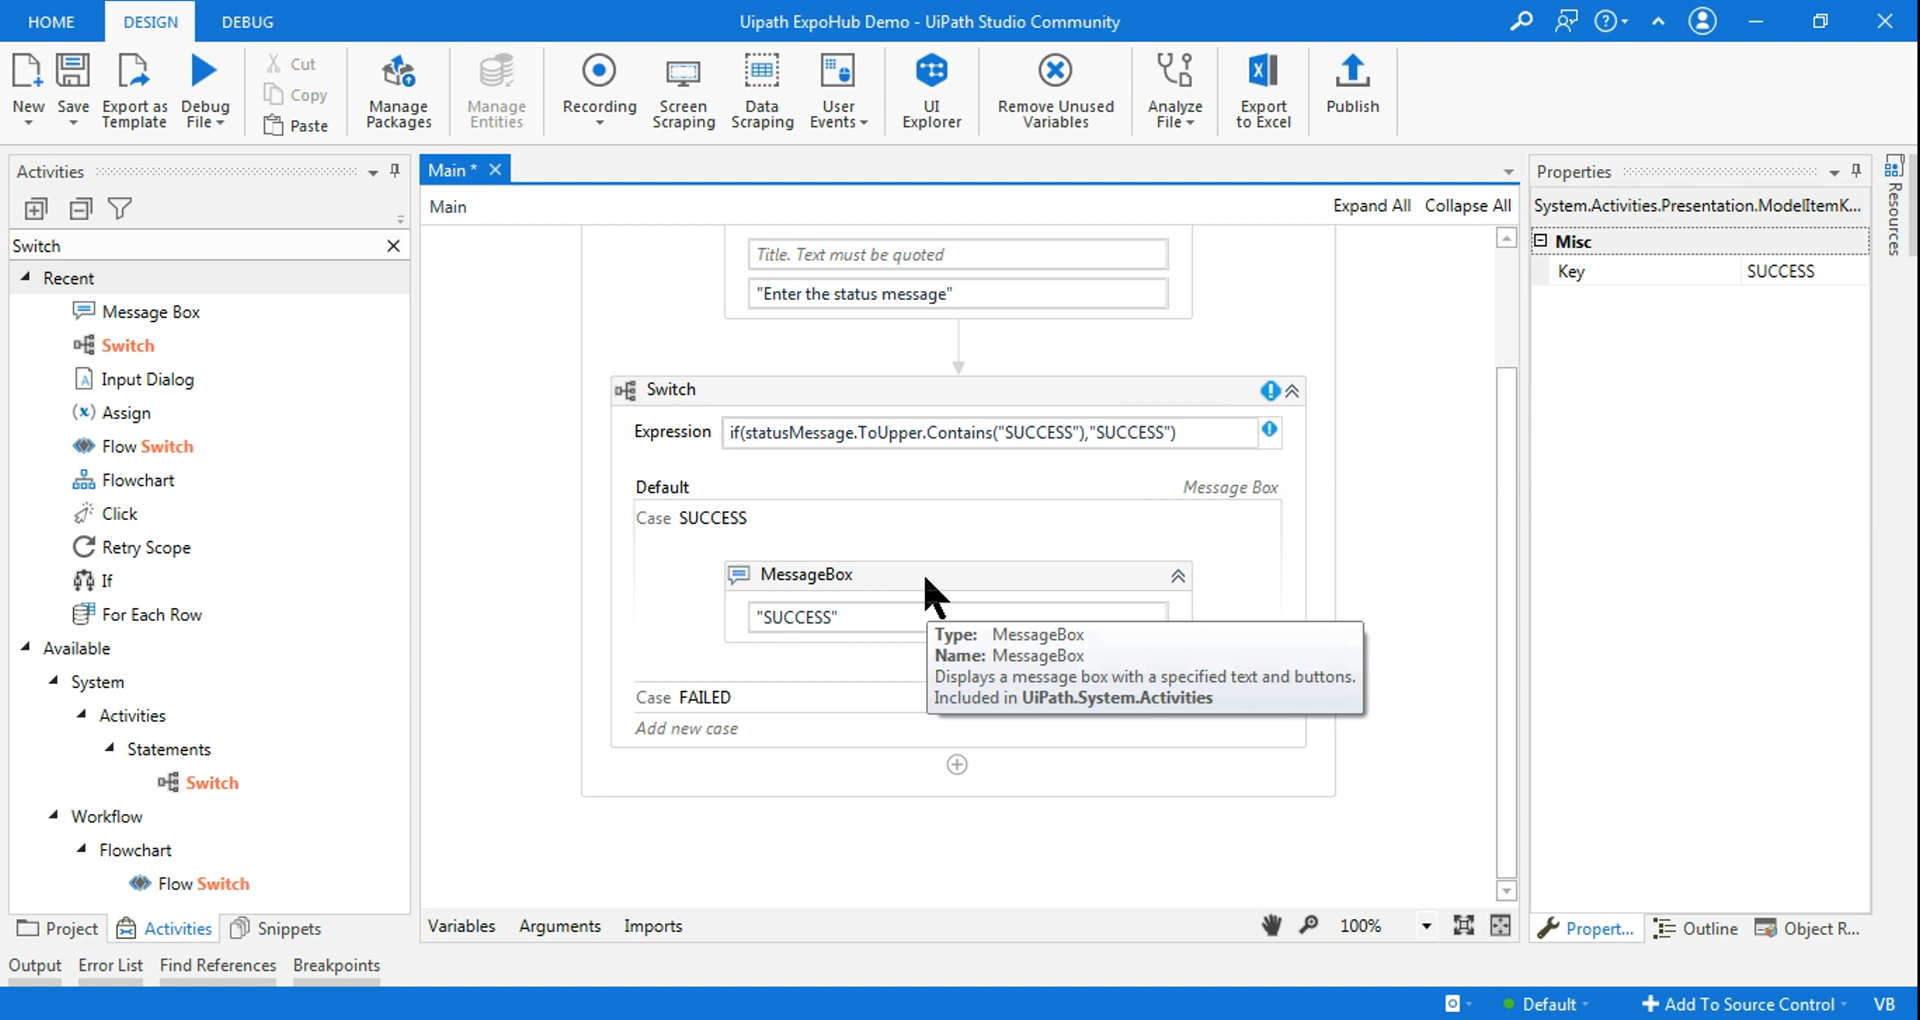 HOME DESIGN DEBUG Uipath ExpoHub Demo - UiPath Studio Community
New Save Export as Template Debug File Cut Copy Paste Manage Packages Manage Entities Recording Screen Scraping Data Scraping User Events UI Explorer Remove Unused Variables Analyze File Export to Excel Publish
Activities
Switch
Recent
Message Box
Switch
Input Dialog
Assign
Flow Switch
Flowchart
Click
Retry Scope
If
For Each Row
Available
System
Activities
Statements
Switch
Workflow
Flowchart
Flow Switch
Project Activities Snippets
Main *
Main Expand All Collapse All
Title. Text must be quoted
"Enter the status message"
Switch
Expression if(statusMessage.ToUpper.Contains("SUCCESS"),"SUCCESS")
Default Message Box
Case SUCCESS
MessageBox
"SUCCESS"
Type: MessageBox
Name: MessageBox
Displays a message box with a specified text and buttons.
Included in UiPath.System.Activities
Case FAILED
Add new case
Variables Arguments Imports 100%
Properties
System.Activities.Presentation.ModelItemK...
Misc
Key SUCCESS
Propert... Outline Object R...
Resources
Output Error List Find References Breakpoints
Default Add To Source Control VB